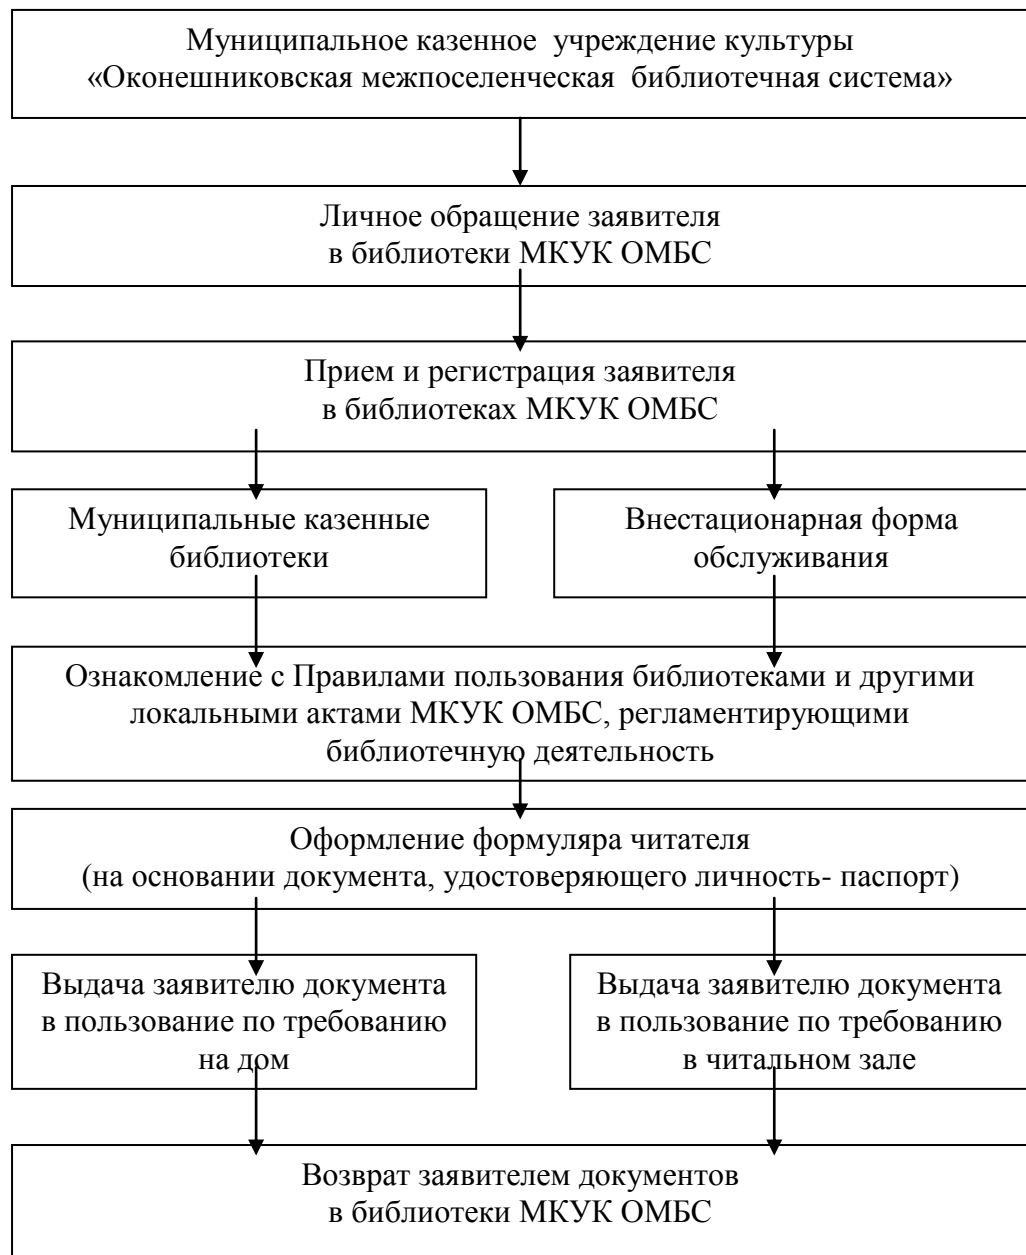 Муниципальное казенное учреждение культуры
«Оконешниковская межпоселенческая библиотечная система»
Личное обращение заявителя
в библиотеки МКУК ОМБС
Прием и регистрация заявителя
в библиотеках МКУК ОМБС
Муниципальные казенные
библиотеки
Внестационарная форма
обслуживания
Ознакомление с Правилами пользования библиотеками и другими
локальными актами МКУК ОМБС, регламентирующими
библиотечную деятельность
Оформление формуляра читателя
(на основании документа, удостоверяющего личность- паспорт)
Выдача заявителю документа
в пользование по требованию
на дом
Выдача заявителю документа
в пользование по требованию
в читальном зале
Возврат заявителем документов
в библиотеки МКУК ОМБС